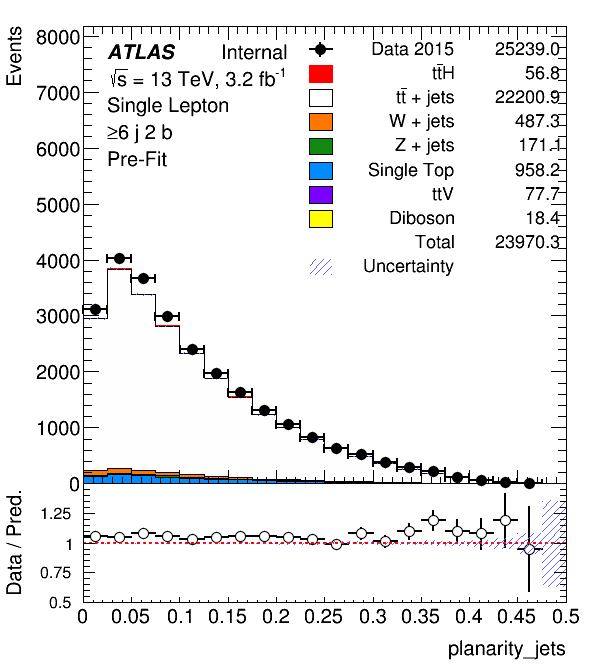 Events
8000
7000
6000
5000
4000
3000
2000
1000
0
ATLAS Internal
√s = 13 TeV, 3.2 fb⁻¹
Single Lepton
≥6 j 2 b
Pre-Fit
Data 2015 25239.0
tt̄H 56.8
tt̄ + jets 22200.9
W + jets 487.3
Z + jets 171.1
Single Top 958.2
ttV 77.7
Diboson 18.4
Total 23970.3
Uncertainty
Data / Pred.
1.25
1
0.75
0.5
0 0.05 0.1 0.15 0.2 0.25 0.3 0.35 0.4 0.45 0.5
planarity_jets